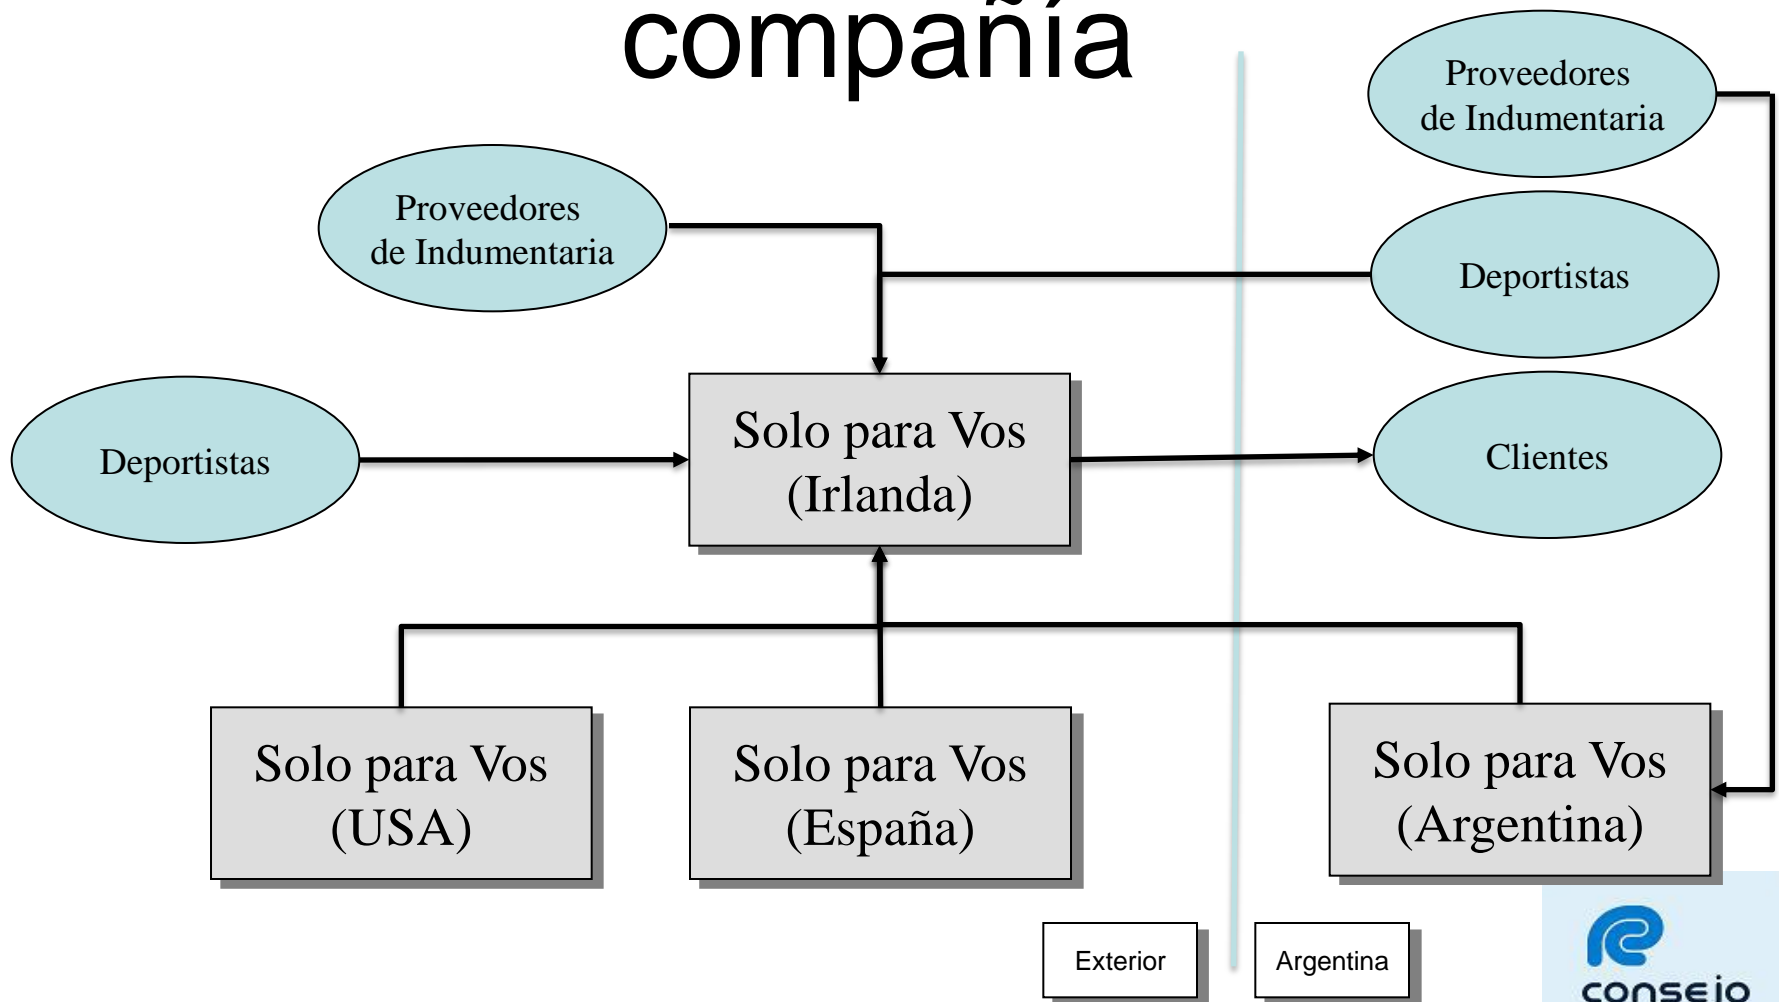 compañía
Proveedores
de Indumentaria
Proveedores
de Indumentaria
Deportistas
Deportistas
Solo para Vos
(Irlanda)
Clientes
Solo para Vos
(USA)
Solo para Vos
(España)
Solo para Vos
(Argentina)
Exterior
Argentina
consejo